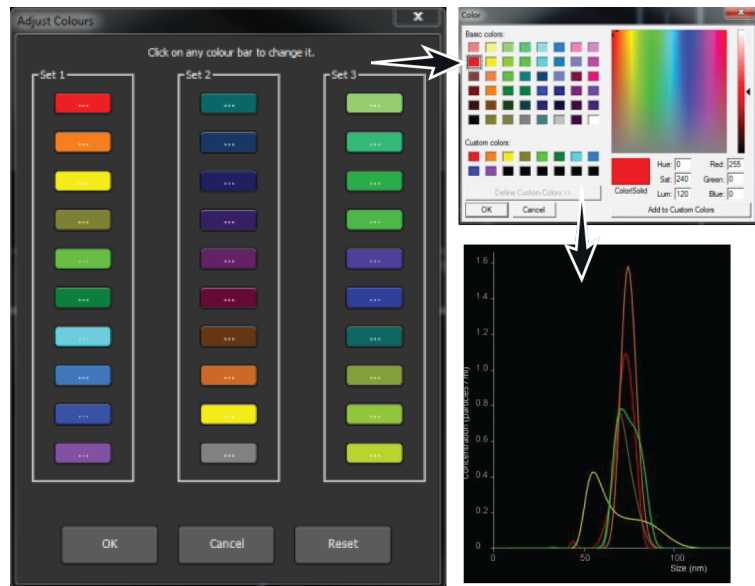 Adjust Colours
x
Click on any colour bar to change it.
Set 1
Set 2
Set 3
... ... ...
... ... ...
... ... ...
... ... ...
... ... ...
... ... ...
... ... ...
... ... ...
... ... ...
... ... ...
OK
Cancel
Reset
Color
x
Basic colors:
Custom colors:
Define Custom Colors >>
OK
Cancel
Color|Solid
Hue: 0
Sat: 240
Lum: 120
Red: 255
Green: 0
Blue: 0
Add to Custom Colors
Concentration (particles / ml)
1.6
1.4
1.2
1.0
0.8
0.6
0.4
0.2
0
0
50
100
Size (nm)